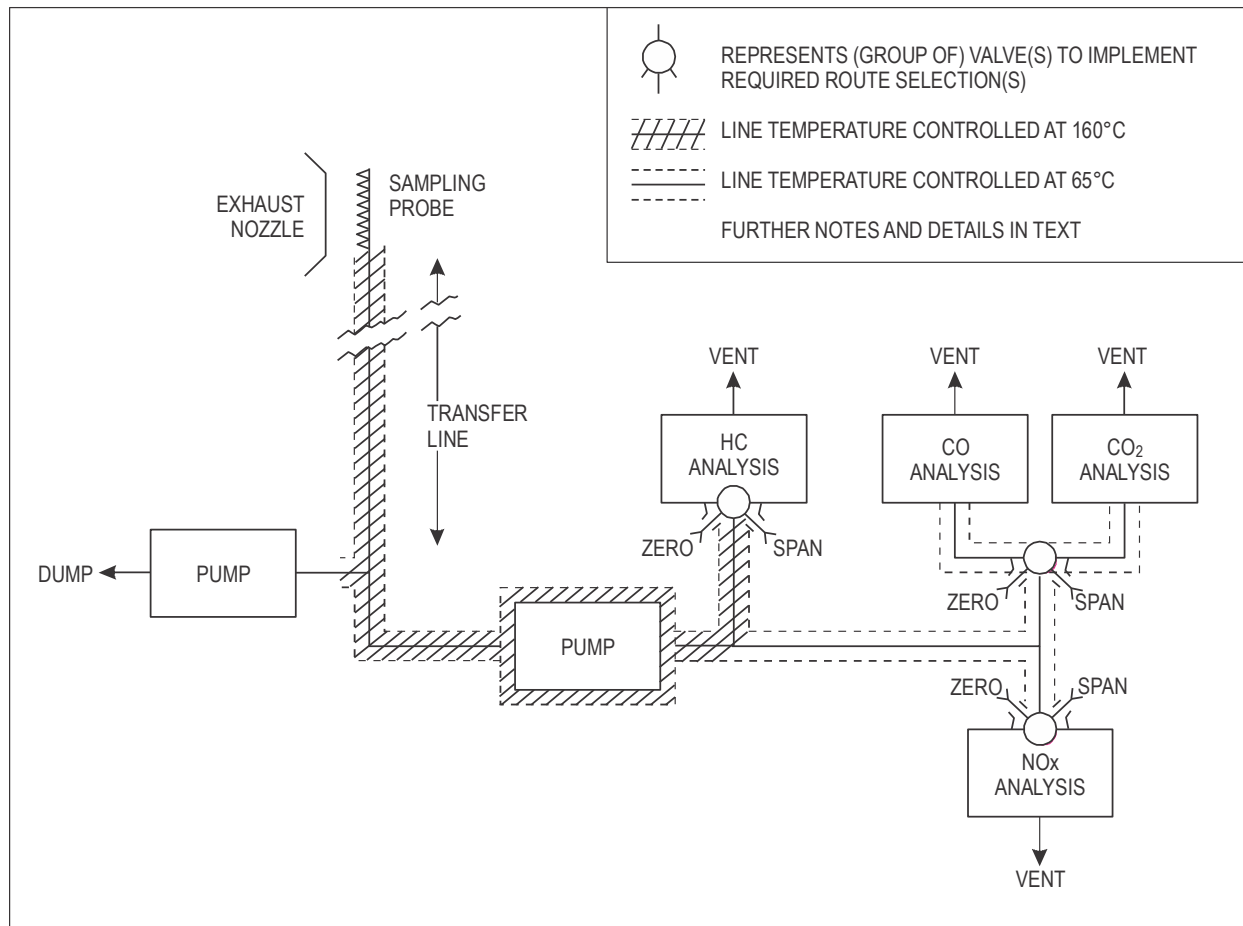 REPRESENTS (GROUP OF) VALVE(S) TO IMPLEMENT
REQUIRED ROUTE SELECTION(S)
LINE TEMPERATURE CONTROLLED AT 160°C
LINE TEMPERATURE CONTROLLED AT 65°C
FURTHER NOTES AND DETAILS IN TEXT
EXHAUST
NOZZLE
SAMPLING
PROBE
TRANSFER
LINE
VENT
VENT
VENT
HC
ANALYSIS
CO
ANALYSIS
CO₂
ANALYSIS
ZERO
SPAN
DUMP
PUMP
ZERO
SPAN
PUMP
ZERO
SPAN
NOx
ANALYSIS
VENT